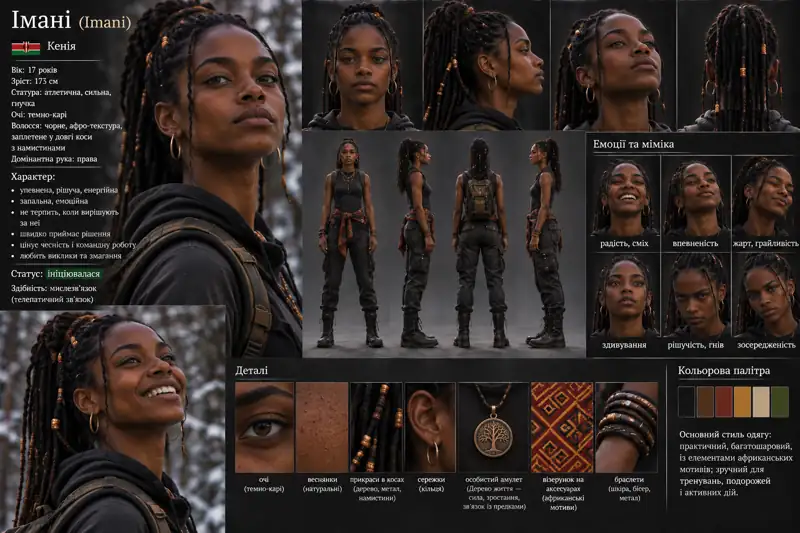 Імані (Imani)
Кенія
Вік: 17 років
Зріст: 173 см
Статура: атлетична, сильна,
гнучка
Очі: темно-карі
Волосся: чорне, афро-текстура,
заплетене у довгі коси
з намистинами
Домінантна рука: права
Характер:
• упевнена, рішуча, енергійна
• запальна, емоційна
• не терпить, коли вирішують
за неї
• швидко приймає рішення
• цінує чесність і командну роботу
• любить виклики та змагання
Статус: ініціювалася
Здібність: мислезв'язок
(телепатичний зв'язок)
Емоції та міміка
радість, сміх
впевненість
жарт, грайливість
здивування
рішучість, гнів
зосередженість
Деталі
очі
(темно-карі)
веснянки
(натуральні)
прикраси в косах
(дерево, метал,
намистини)
сережки
(кільця)
особистий амулет
(Дерево життя —
сила, зростання,
зв'язок із предками)
візерунок на
аксесуарах
(африканські
мотиви)
браслети
(шкіра, бісер,
метал)
Кольорова палітра
Основний стиль одягу:
практичний, багатошаровий,
із елементами африканських
мотивів; зручний для
тренувань, подорожей
і активних дій.